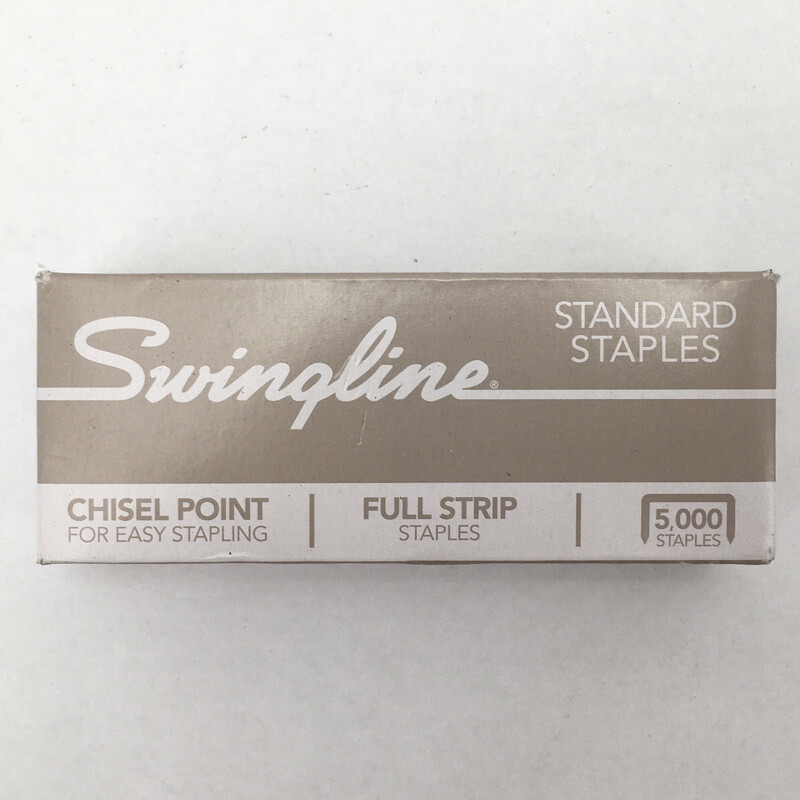 Swingline®
STANDARD
STAPLES
CHISEL POINT
FOR EASY STAPLING
FULL STRIP
STAPLES
5,000
STAPLES